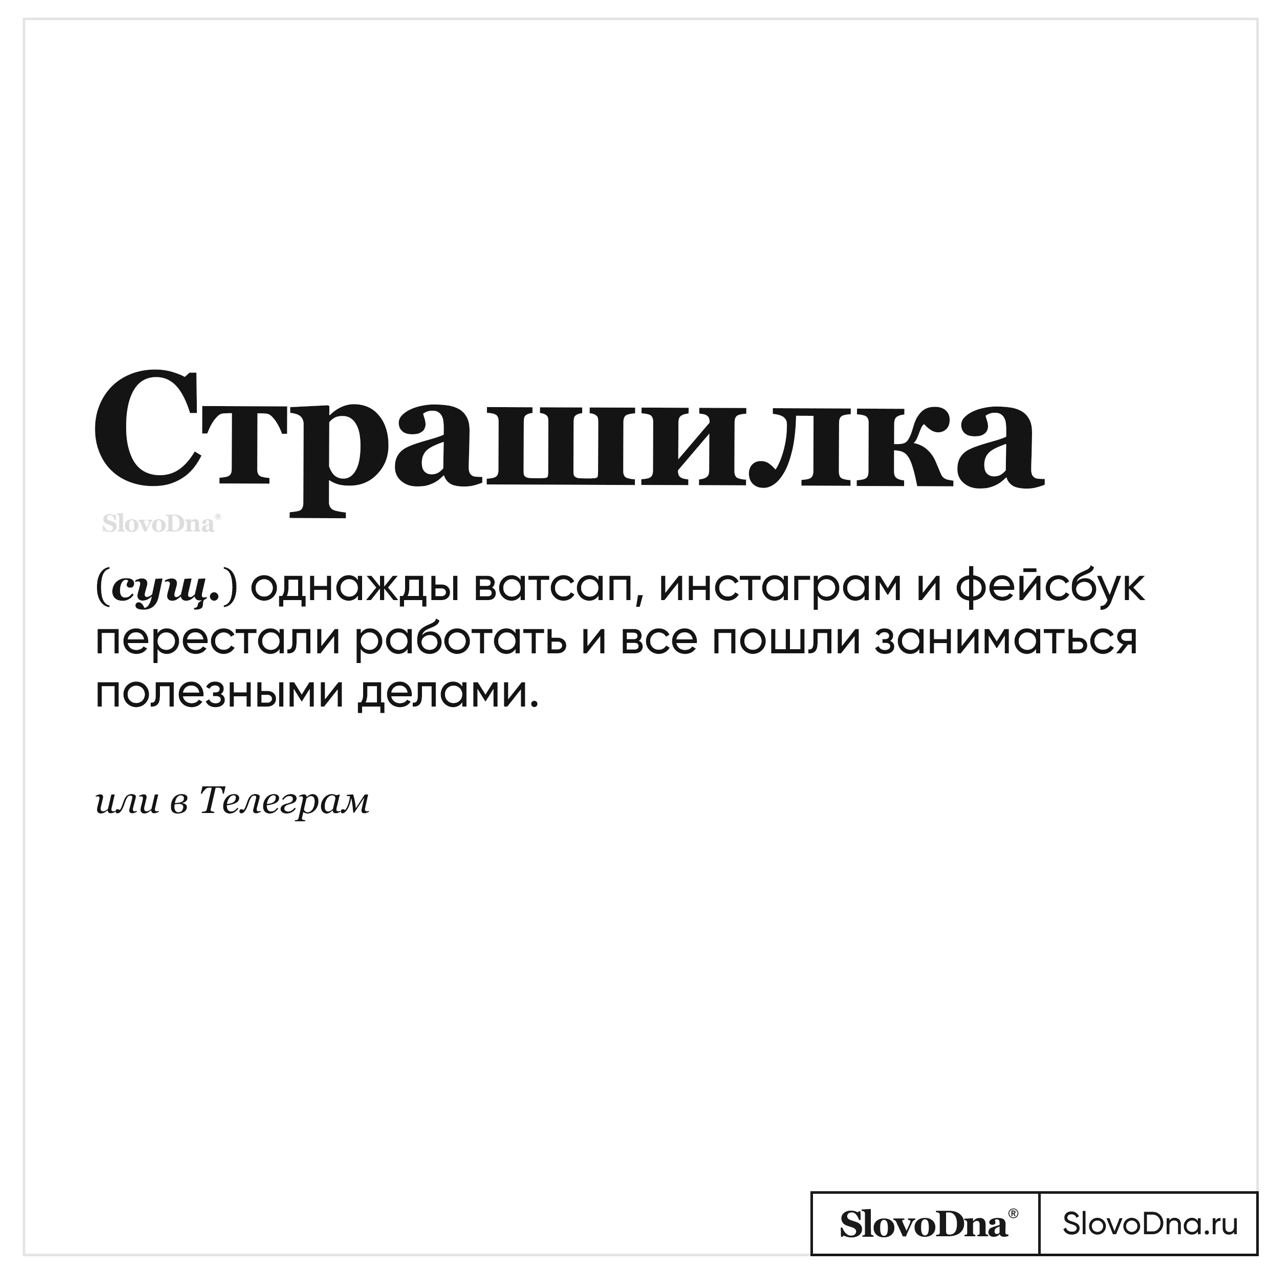 Страшилка
SlovoDna®
(сущ.) однажды ватсап, инстаграм и фейсбук
перестали работать и все пошли заниматься
полезными делами.
или в Телеграм
SlovoDna® SlovoDna.ru